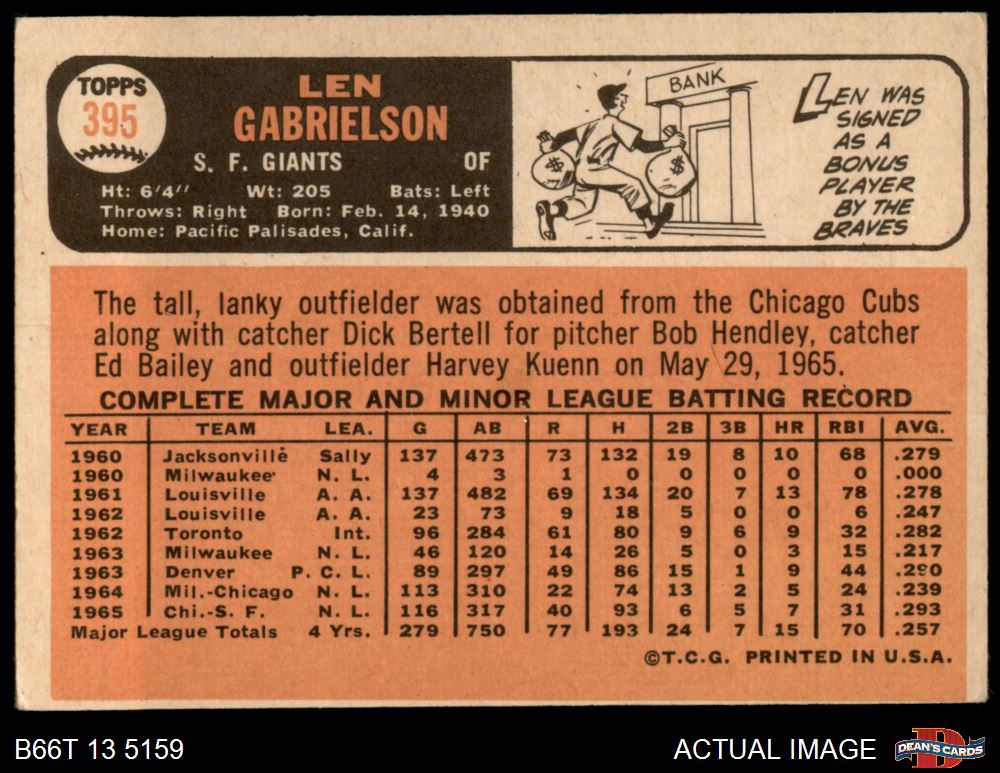 TOPPS
395
LEN
GABRIELSON
S. F. GIANTS OF
Ht: 6'4" Wt: 205 Bats: Left
Throws: Right Born: Feb. 14, 1940
Home: Pacific Palisades, Calif.
BANK
$ $
LEN WAS
SIGNED
AS A
BONUS
PLAYER
BY THE
BRAVES
The tall, lanky outfielder was obtained from the Chicago Cubs
along with catcher Dick Bertell for pitcher Bob Hendley, catcher
Ed Bailey and outfielder Harvey Kuenn on May 29, 1965.
COMPLETE MAJOR AND MINOR LEAGUE BATTING RECORD
YEAR TEAM LEA. G AB R H 2B 3B HR RBI AVG.
1960 Jacksonville Sally 137 473 73 132 19 8 10 68 .279
1960 Milwaukee N. L. 4 3 1 0 0 0 0 0 .000
1961 Louisville A. A. 137 482 69 134 20 7 13 78 .278
1962 Louisville A. A. 23 73 9 18 5 0 0 6 .247
1962 Toronto Int. 96 284 61 80 9 6 9 32 .282
1963 Milwaukee N. L. 46 120 14 26 5 0 3 15 .217
1963 Denver P. C. L. 89 297 49 86 15 1 9 44 .290
1964 Mil.-Chicago N. L. 113 310 22 74 13 2 5 24 .239
1965 Chi.-S. F. N. L. 116 317 40 93 6 5 7 31 .293
Major League Totals 4 Yrs. 279 750 77 193 24 7 15 70 .257
©T.C.G. PRINTED IN U.S.A.
B66T 13 5159 ACTUAL IMAGE
D
DEAN'S CARDS